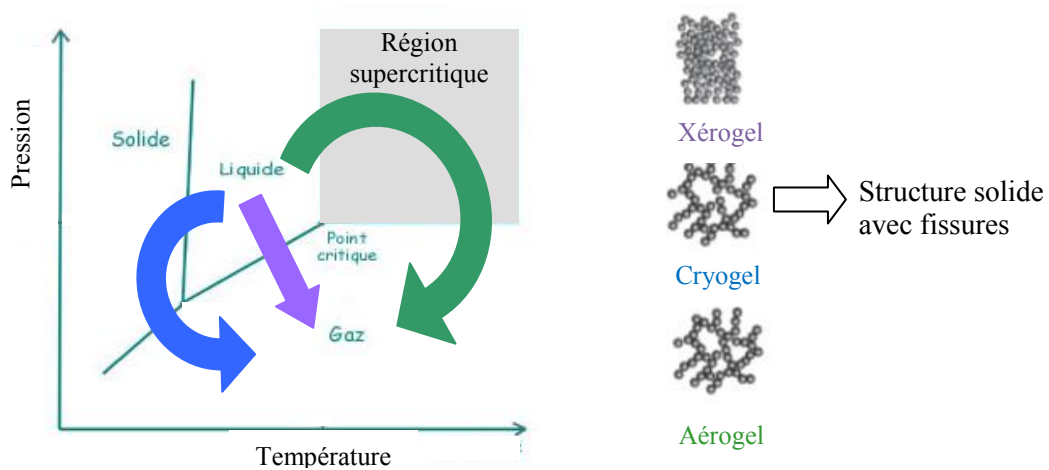 Région
supercritique
Pression
Solide
Liquide
Point
critique
Gaz
Température
Xérogel
Structure solide
avec fissures
Cryogel
Aérogel